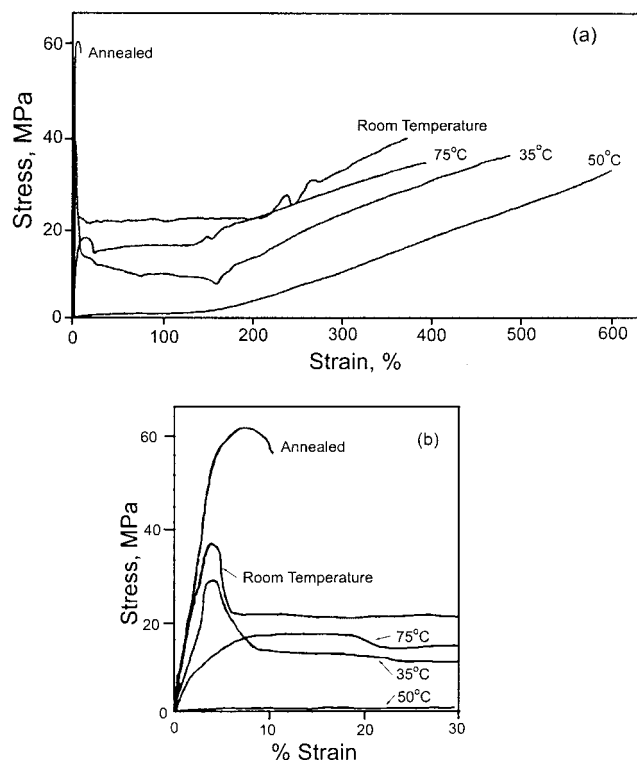 (a)
60
Annealed
Stress, MPa
Room Temperature
40
75°C
35°C
50°C
20
0
0
100
200
300
400
500
600
Strain, %
(b)
60
Annealed
Stress, MPa
40
Room Temperature
20
75°C
35°C
50°C
0
0
10
20
30
% Strain